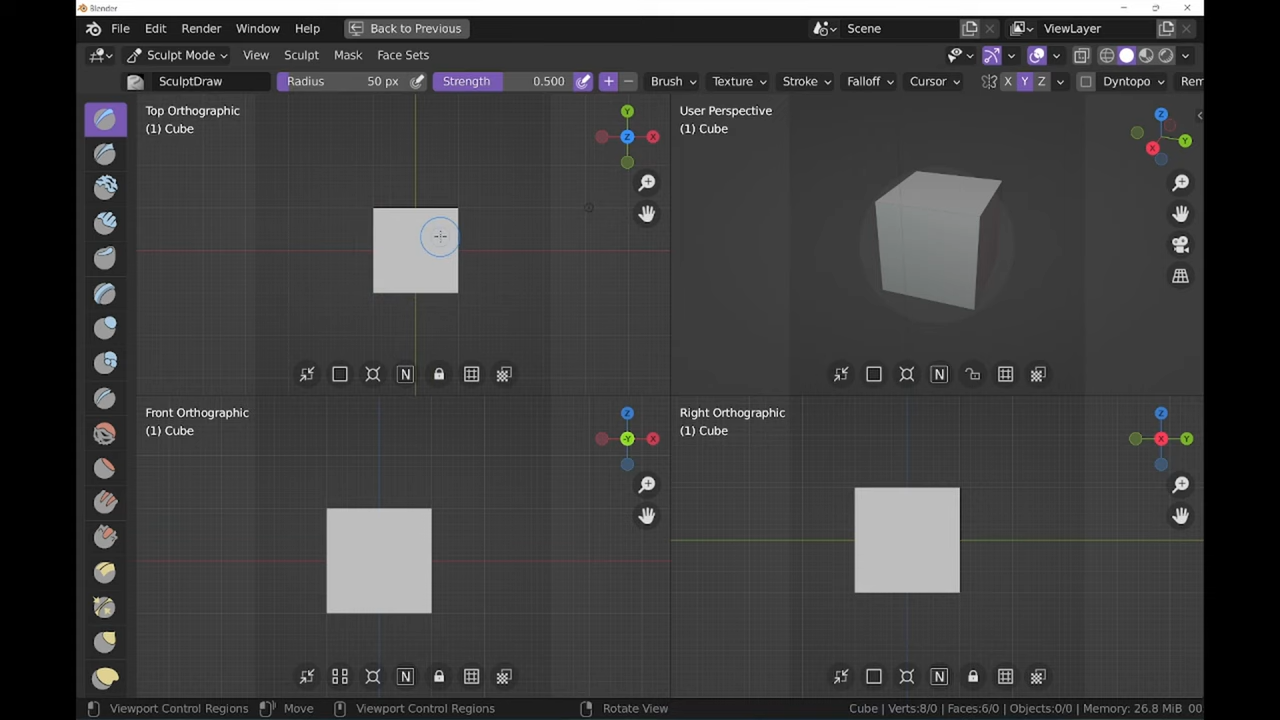 Blender
File Edit Render Window Help Back to Previous Scene ViewLayer
Sculpt Mode View Sculpt Mask Face Sets
SculptDraw Radius 50 px Strength 0.500 Brush Texture Stroke Falloff Cursor X Y Z Dyntopo Rem
Top Orthographic
(1) Cube
Y
Z X
User Perspective
(1) Cube
Z
Y
X
N
N
Front Orthographic
(1) Cube
Z
-Y X
Right Orthographic
(1) Cube
Z
X Y
N
N
Viewport Control Regions Move Viewport Control Regions Rotate View Cube | Verts:8/0 | Faces:6/0 | Objects:0/0 | Memory: 26.8 MiB 00